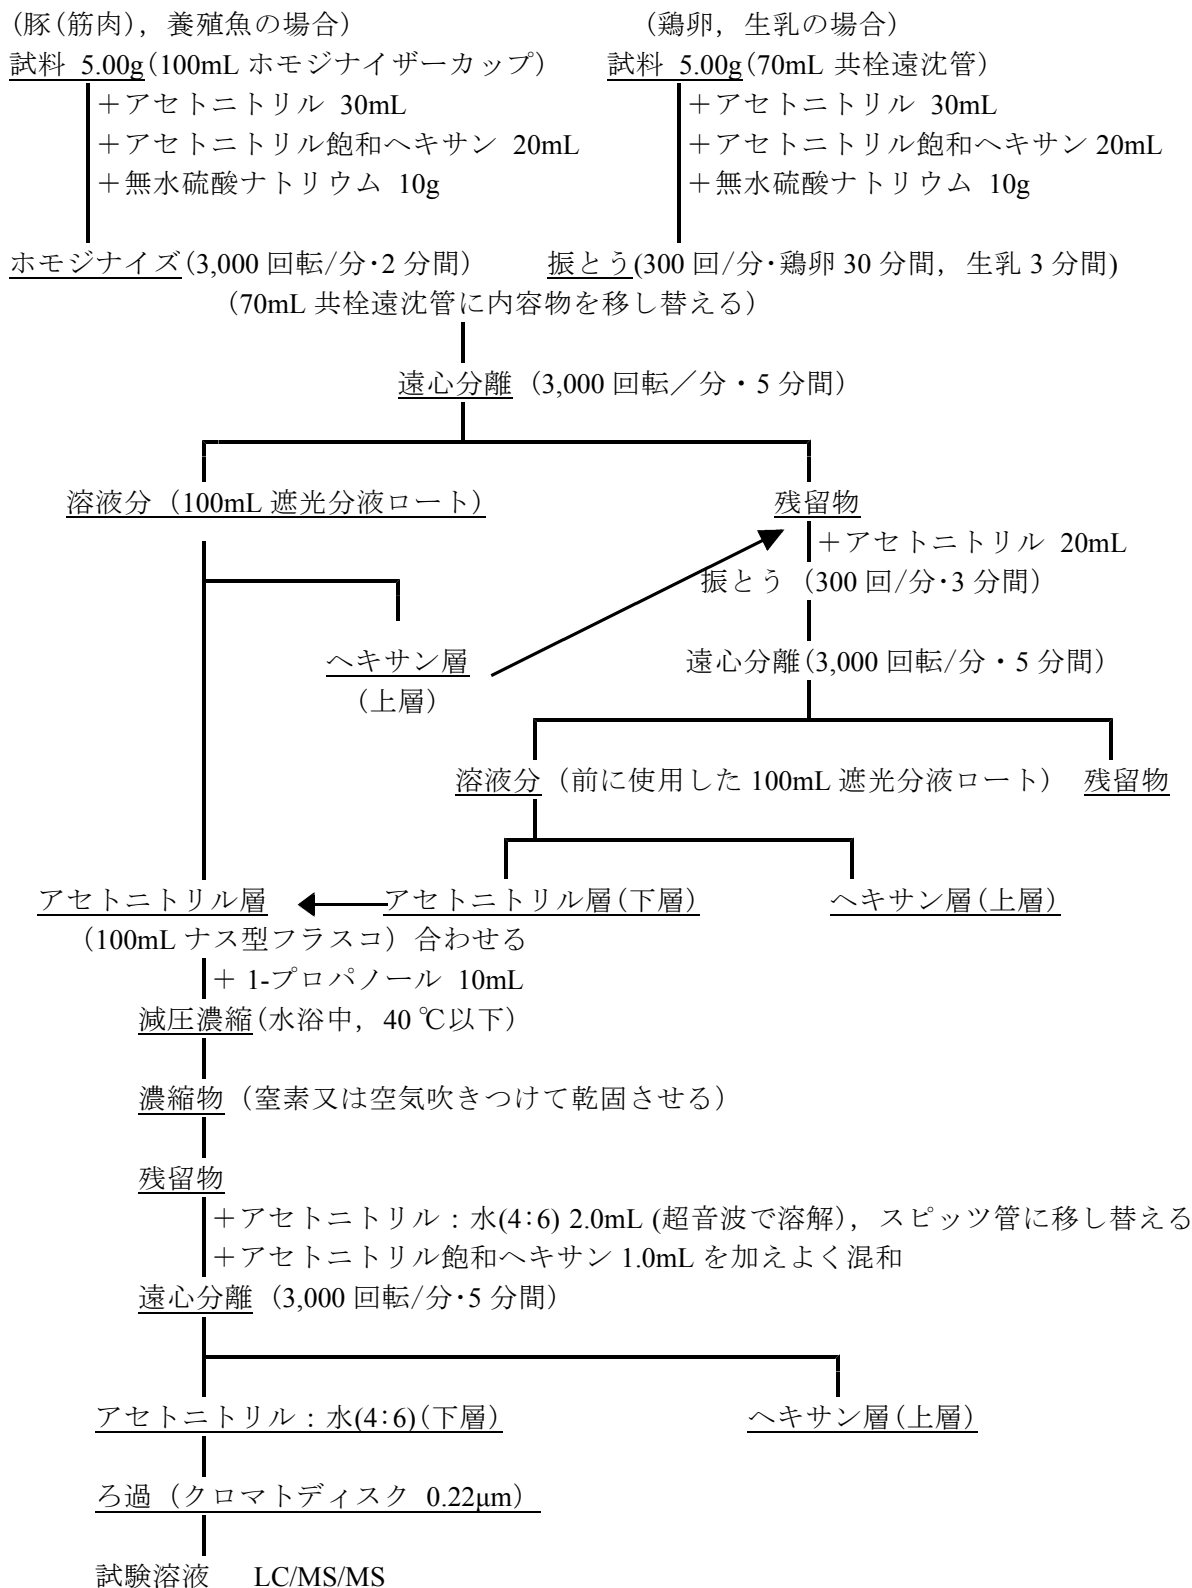 (豚(筋肉)，養殖魚の場合)
(鶏卵，生乳の場合)
試料 5.00g(100mL ホモジナイザーカップ)
試料 5.00g(70mL 共栓遠沈管)
＋アセトニトリル 30mL
＋アセトニトリル 30mL
＋アセトニトリル飽和ヘキサン 20mL
＋アセトニトリル飽和ヘキサン 20mL
＋無水硫酸ナトリウム 10g
＋無水硫酸ナトリウム 10g
ホモジナイズ(3,000 回転/分・2 分間)
振とう(300 回/分・鶏卵 30 分間，生乳 3 分間)
(70mL 共栓遠沈管に内容物を移し替える)
遠心分離 (3,000 回転／分・5 分間)
溶液分 (100mL 遮光分液ロート)
残留物
＋アセトニトリル 20mL
振とう (300 回/分・3 分間)
ヘキサン層
(上層)
遠心分離(3,000 回転/分・5 分間)
溶液分 (前に使用した 100mL 遮光分液ロート)
残留物
アセトニトリル層
アセトニトリル層(下層)
ヘキサン層(上層)
(100mL ナス型フラスコ) 合わせる
＋ 1-プロパノール 10mL
減圧濃縮(水浴中，40 ℃以下)
濃縮物 (窒素又は空気吹きつけて乾固させる)
残留物
＋アセトニトリル：水(4:6) 2.0mL (超音波で溶解)，スピッツ管に移し替える
＋アセトニトリル飽和ヘキサン 1.0mL を加えよく混和
遠心分離 (3,000 回転/分・5 分間)
アセトニトリル：水(4:6)(下層)
ヘキサン層(上層)
ろ過 (クロマトディスク 0.22μm)
試験溶液 LC/MS/MS